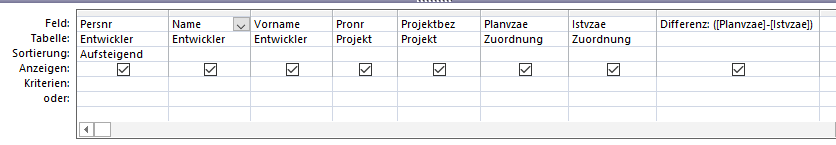 Feld: Persnr Name Vorname Pronr Projektbez Planvzae Istvzae Differenz: ([Planvzae]-[Istvzae])
Tabelle: Entwickler Entwickler Entwickler Projekt Projekt Zuordnung Zuordnung
Sortierung: Aufsteigend
Anzeigen:
Kriterien:
oder: